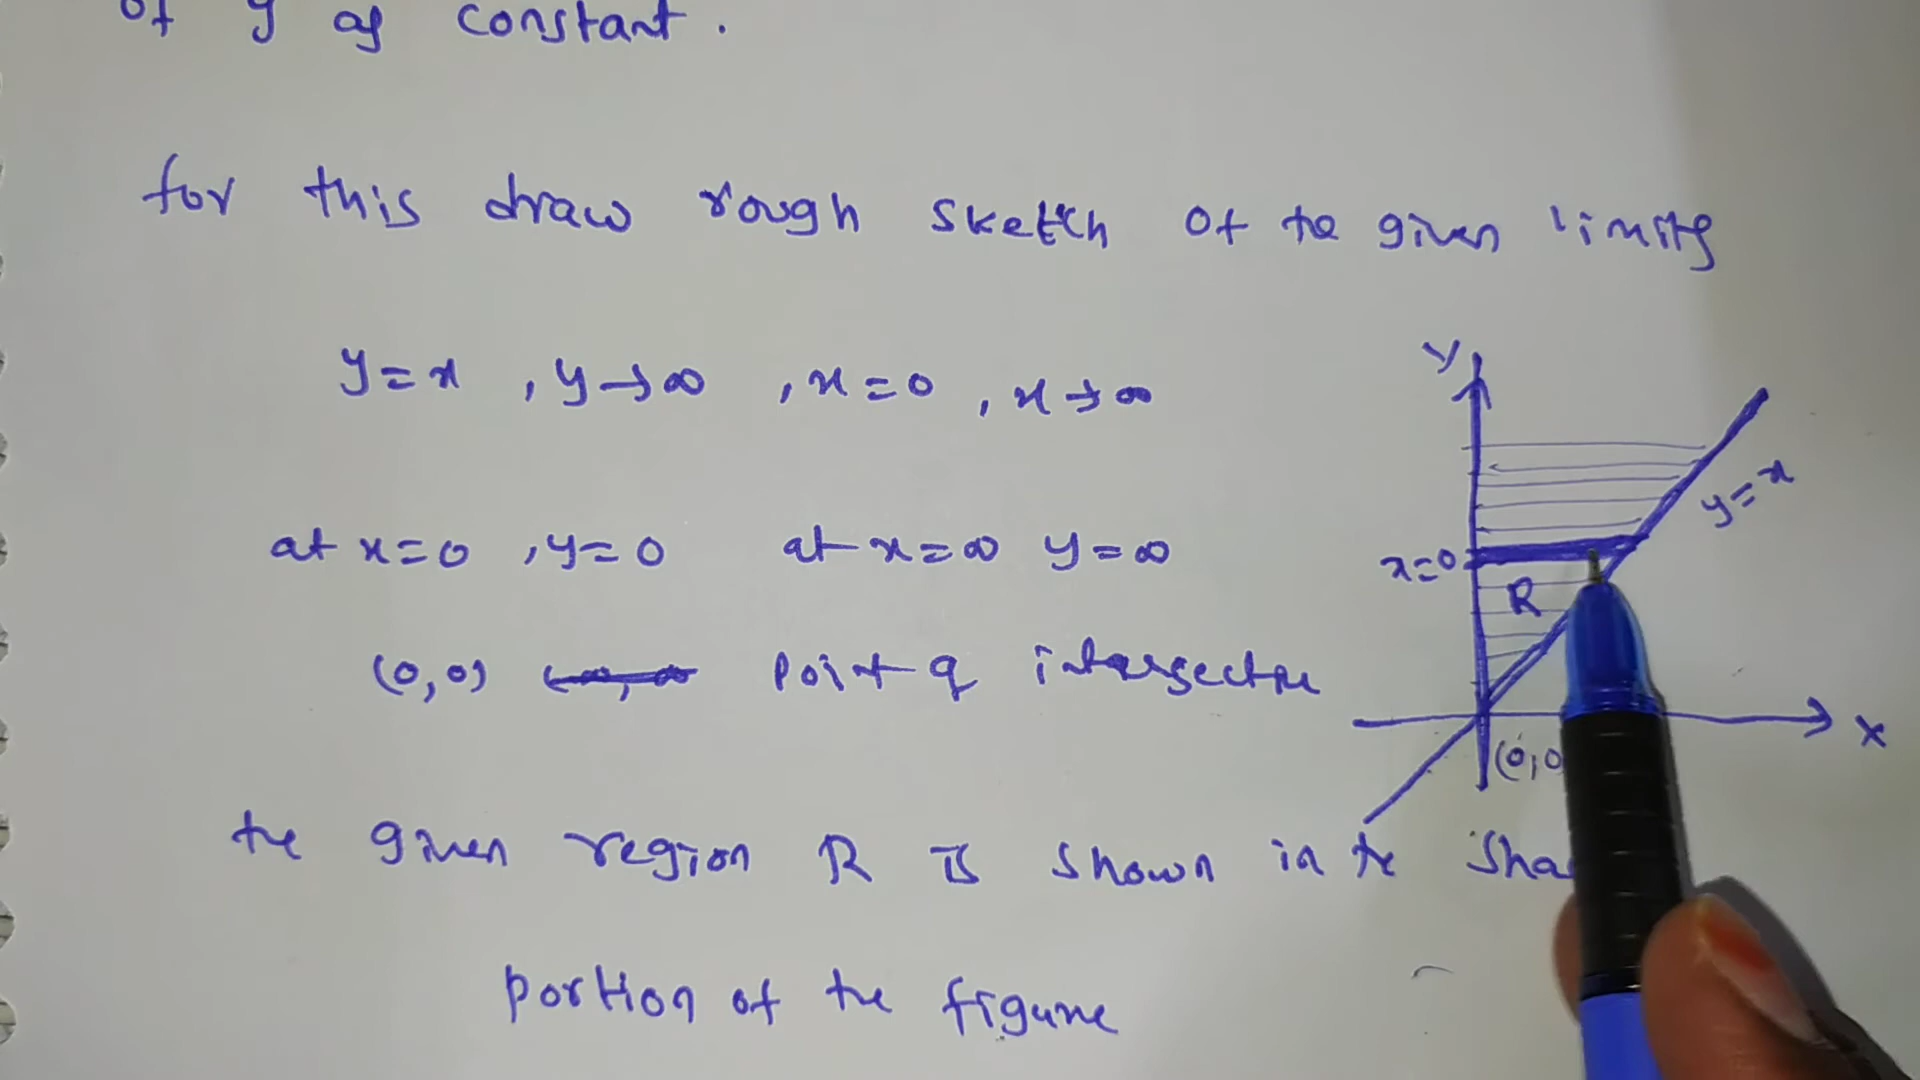 of y as constant.
for this draw rough sketch of the given limits
y=x , y→∞ , x=0 , x→∞
at x=0 , y=0 at x=∞ y=∞
(0,0) point of intersection
the given region R is shown in the sha
portion of the figure
y
y=x
x=0
R
(0,0
x